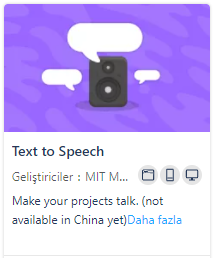 Text to Speech
Geliştiriciler : MIT M...
Make your projects talk. (not
available in China yet)Daha fazla